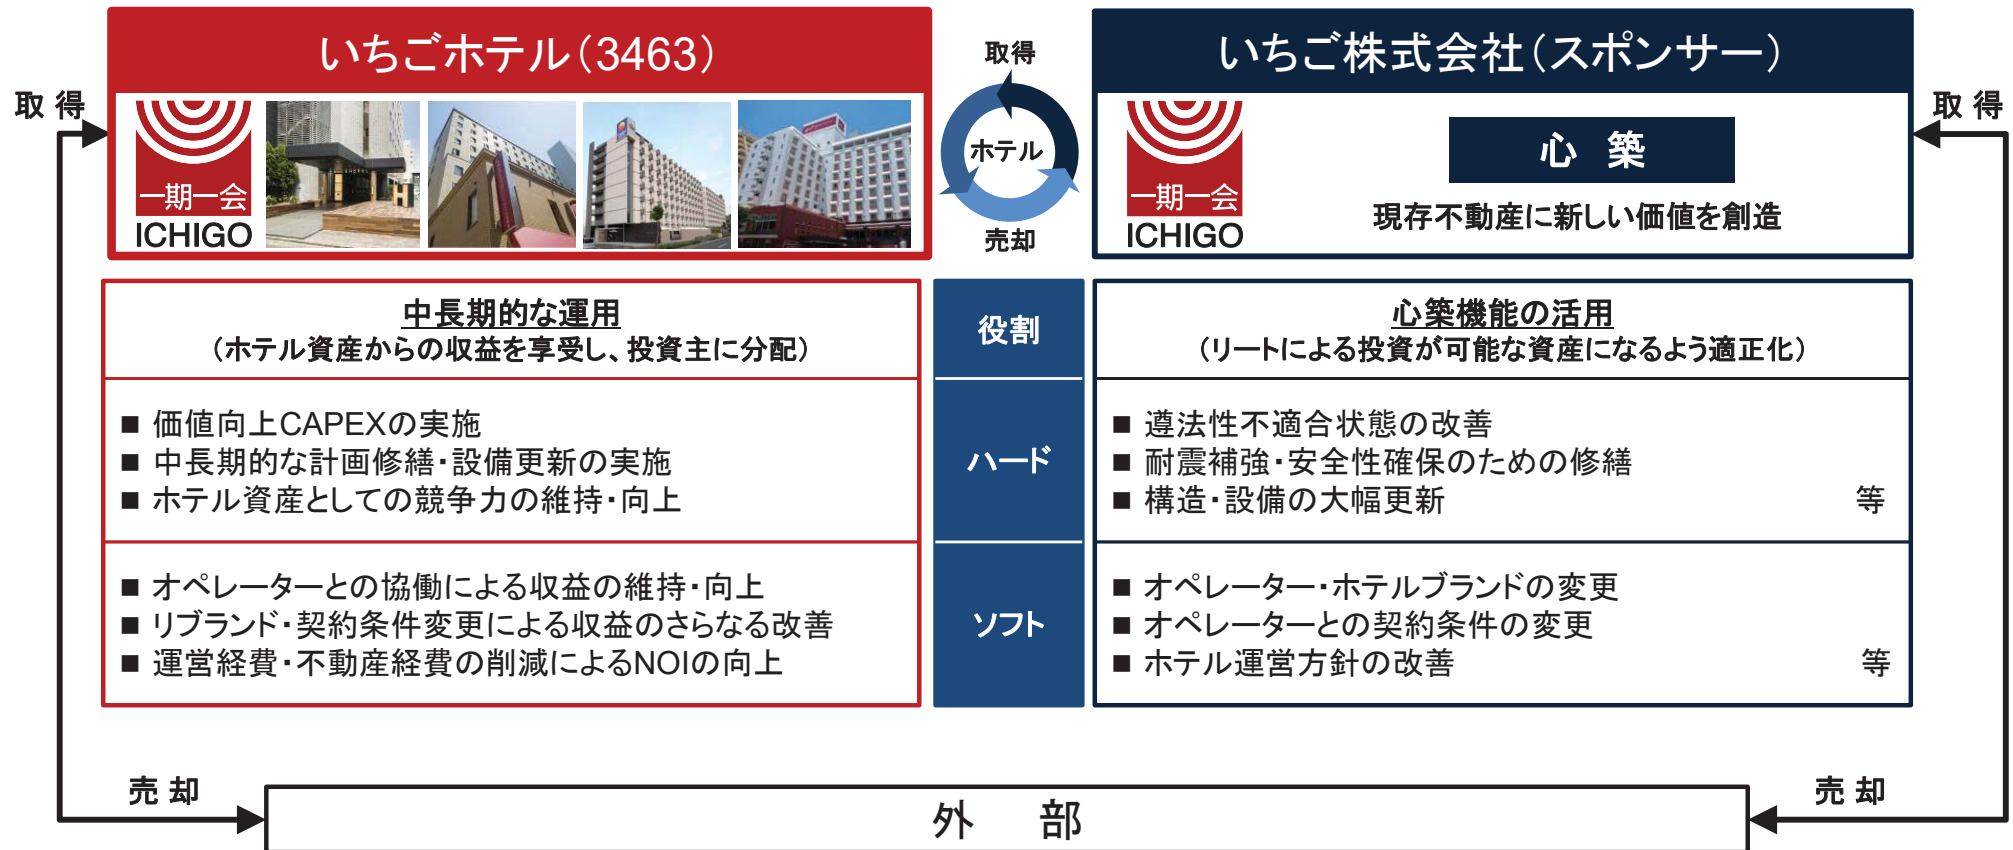 いちごホテル（3463）
取得
いちご株式会社（スポンサー）
取 得
取 得
一期一会
ICHIGO
ホテル
売却
一期一会
ICHIGO
心 築
現存不動産に新しい価値を創造
中長期的な運用
（ホテル資産からの収益を享受し、投資主に分配）
役割
心築機能の活用
（リートによる投資が可能な資産になるよう適正化）
■ 価値向上CAPEXの実施
■ 中長期的な計画修繕・設備更新の実施
■ ホテル資産としての競争力の維持・向上
ハード
■ 遵法性不適合状態の改善
■ 耐震補強・安全性確保のための修繕
■ 構造・設備の大幅更新 等
■ オペレーターとの協働による収益の維持・向上
■ リブランド・契約条件変更による収益のさらなる改善
■ 運営経費・不動産経費の削減によるNOIの向上
ソフト
■ オペレーター・ホテルブランドの変更
■ オペレーターとの契約条件の変更
■ ホテル運営方針の改善 等
売 却
外 部
売 却